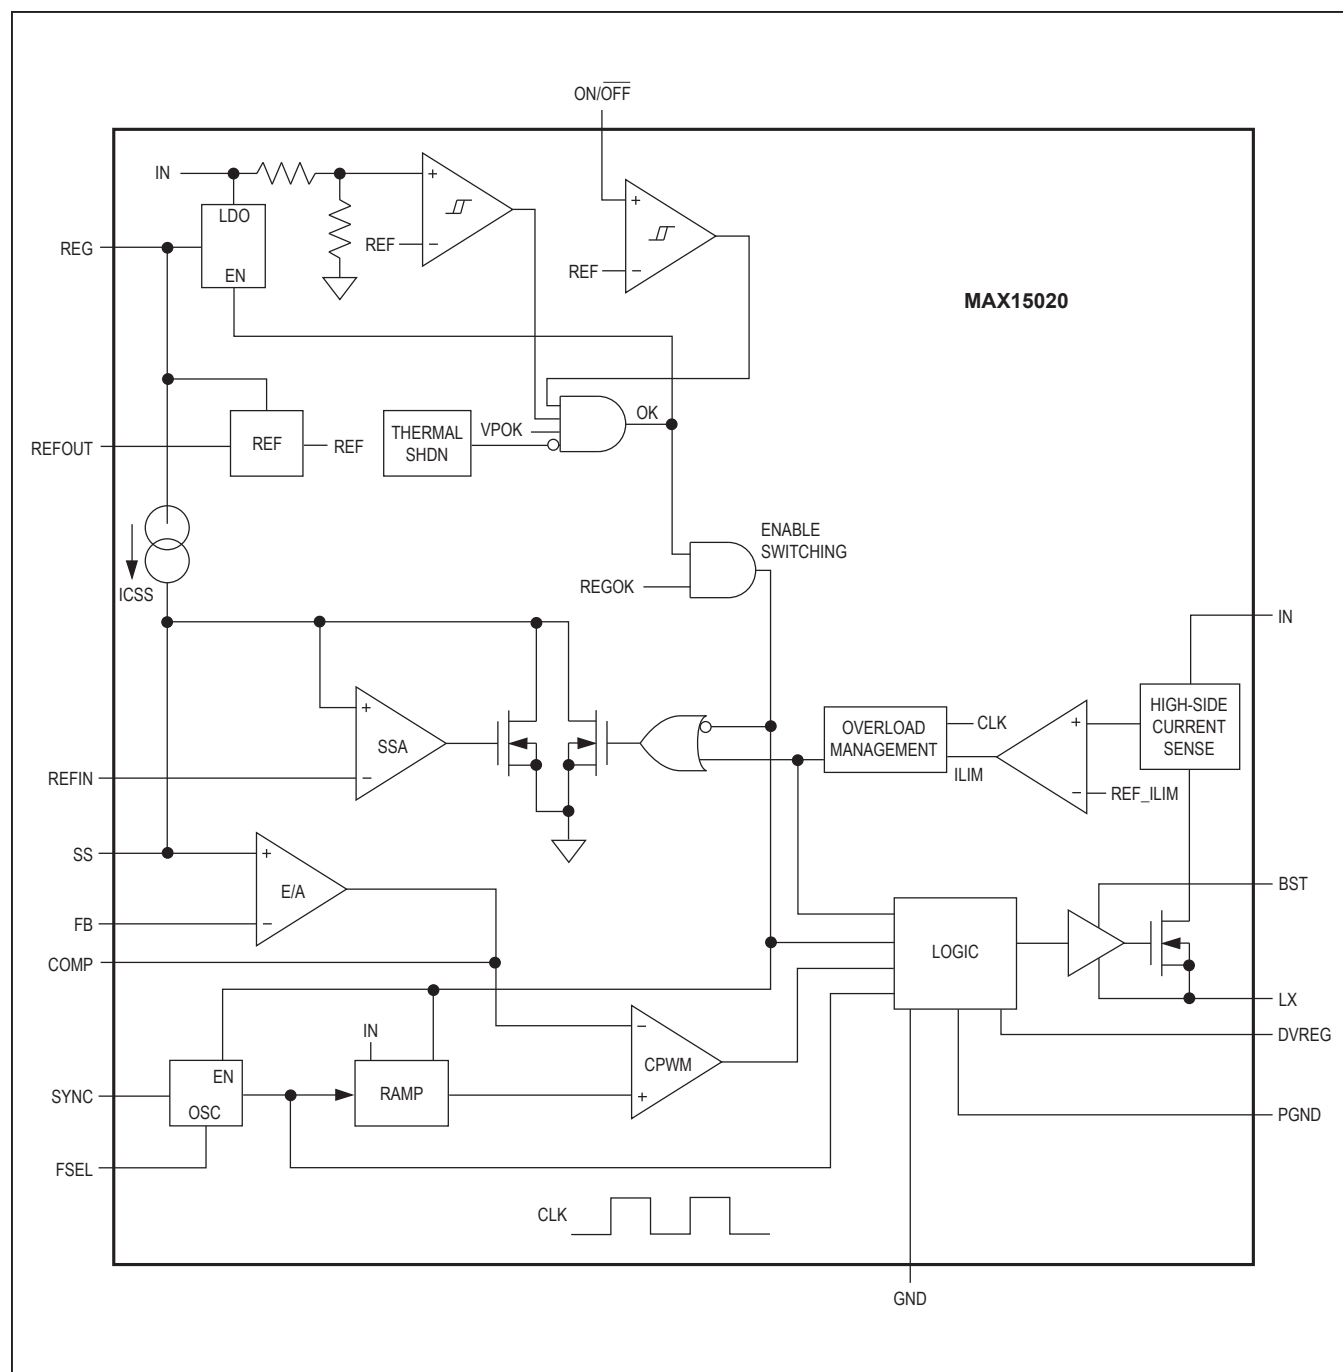 ON/OFF
IN
+
LDO
REG
REF
−
EN
+
REF
−
MAX15020
OK
REFOUT
REF
REF
THERMAL
SHDN
VPOK
ENABLE
SWITCHING
REGOK
ICSS
IN
+
SSA
−
REFIN
OVERLOAD
MANAGEMENT
CLK
ILIM
+
−
REF_ILIM
HIGH-SIDE
CURRENT
SENSE
SS
+
E/A
−
FB
COMP
BST
LOGIC
LX
DVREG
IN
−
CPWM
+
SYNC
EN
OSC
RAMP
PGND
FSEL
CLK
GND